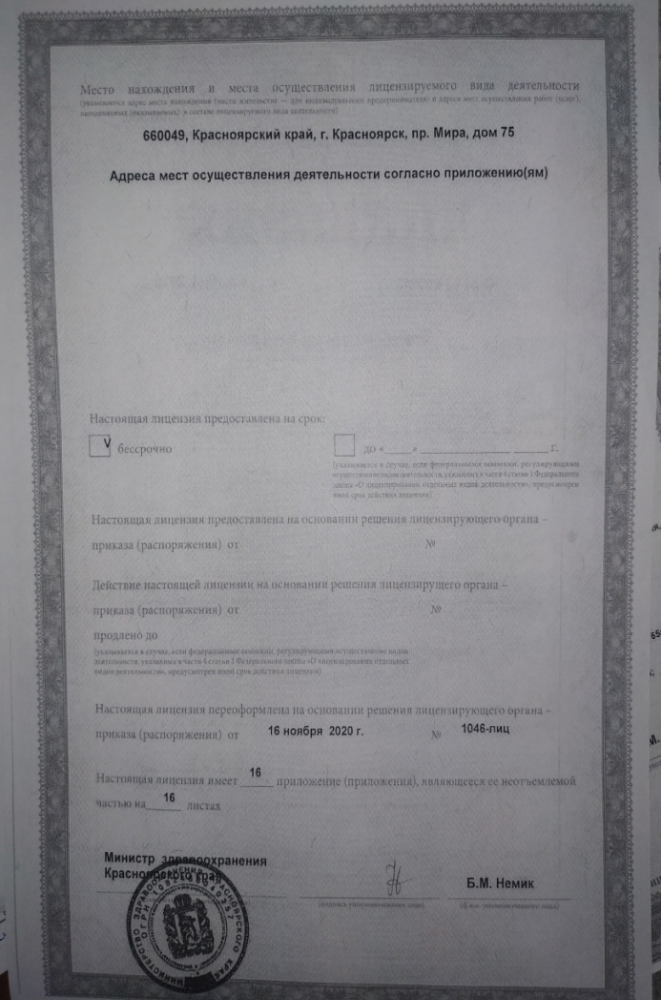 Место нахождения и места осуществления лицензируемого вида деятельности
(указываются адрес места нахождения (место жительства — для индивидуального предпринимателя) и адреса мест осуществления работ (услуг),
выполняемых (оказываемых) в составе лицензируемого вида деятельности)
660049, Красноярский край, г. Красноярск, пр. Мира, дом 75
Адреса мест осуществления деятельности согласно приложению(ям)
Настоящая лицензия предоставлена на срок:
V бессрочно
до «_____» _______________ ______ г.
(указывается в случае, если федеральными законами, регулирующими
осуществление видов деятельности, указанных в части 4 статьи 1 Федерального
закона «О лицензировании отдельных видов деятельности», предусмотрен
иной срок действия лицензии)
Настоящая лицензия предоставлена на основании решения лицензирующего органа –
приказа (распоряжения) от №
Действие настоящей лицензии на основании решения лицензирущего органа –
приказа (распоряжения) от №
продлено до
(указывается в случае, если федеральными законами, регулирующими осуществление видов
деятельности, указанных в части 4 статьи 1 Федерального закона «О лицензировании отдельных
видов деятельности», предусмотрен иной срок действия лицензии)
Настоящая лицензия переоформлена на основании решения лицензирующего органа –
приказа (распоряжения) от 16 ноября 2020 г. № 1046-лиц
Настоящая лицензия имеет 16 приложение (приложения), являющееся ее неотъемлемой
частью на 16 листах
Министр здравоохранения
Красноярского края
Б.М. Немик
(подпись уполномоченного лица)
(Ф.и.о. уполномоченного лица)
МИНИСТЕРСТВО ЗДРАВООХРАНЕНИЯ КРАСНОЯРСКОГО КРАЯ